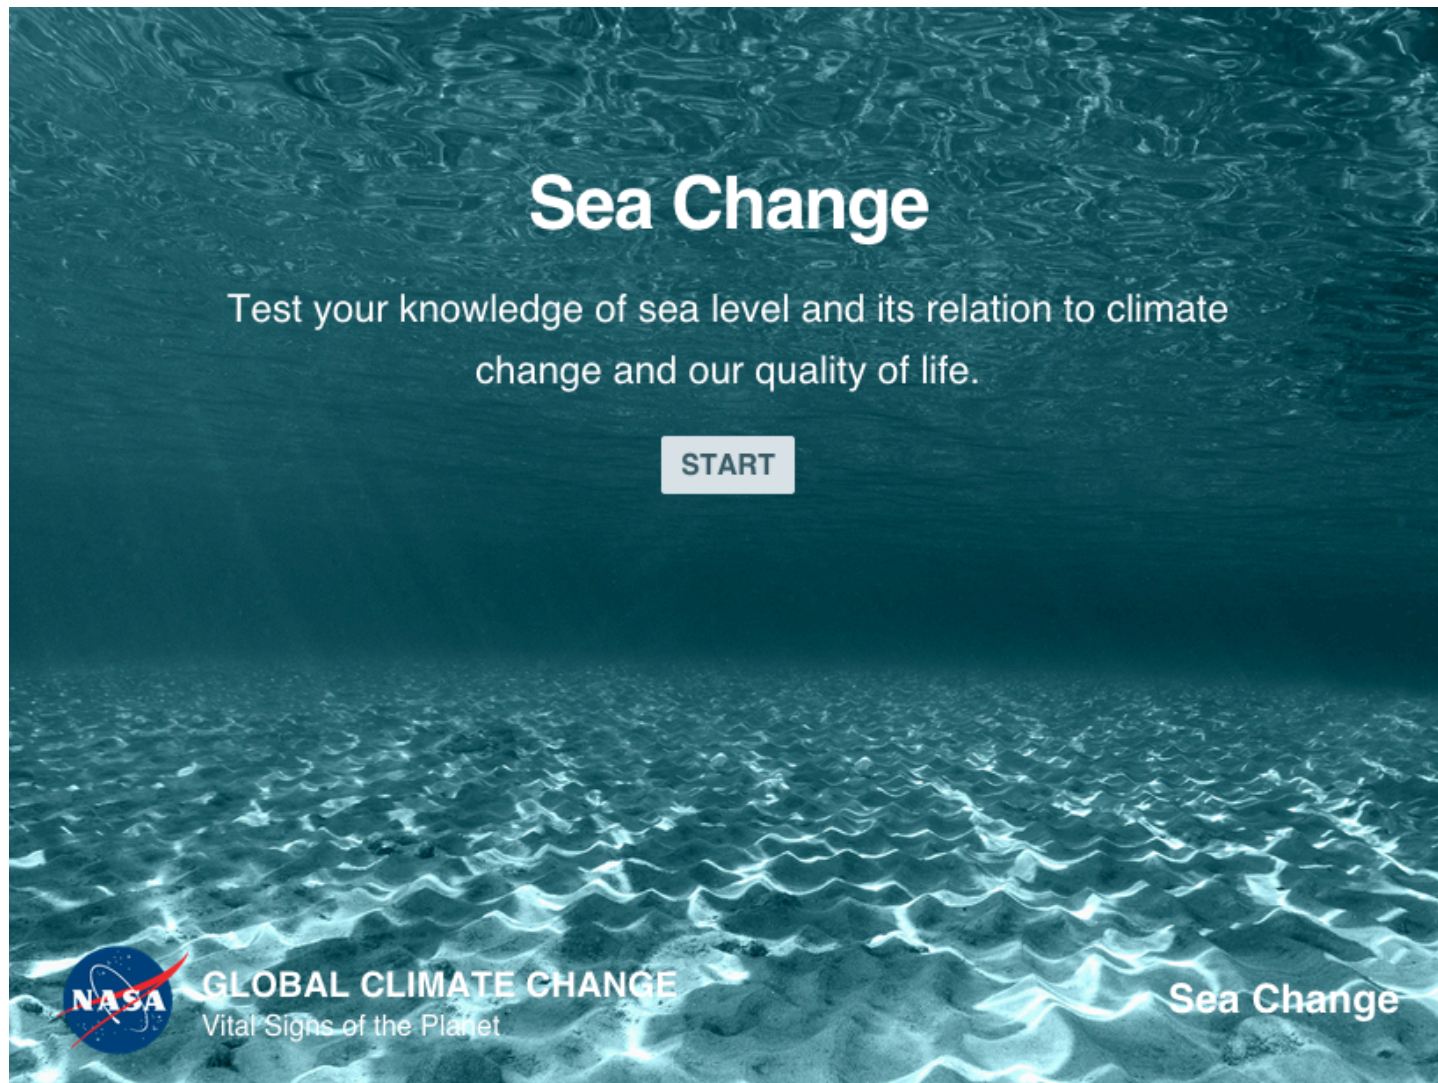 Sea Change
Test your knowledge of sea level and its relation to climate
change and our quality of life.
START
NASA
GLOBAL CLIMATE CHANGE
Vital Signs of the Planet
Sea Change